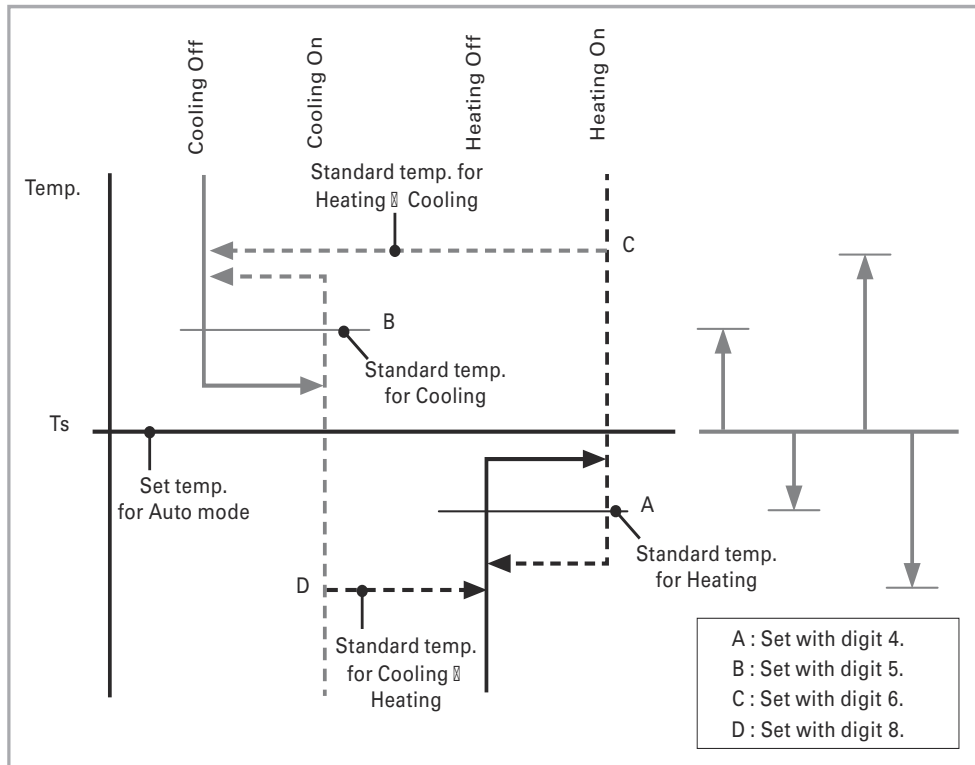 Cooling Off
Cooling On
Heating Off
Heating On
Temp.
Standard temp. for
Heating Cooling
C
B
Standard temp.
for Cooling
Ts
Set temp.
for Auto mode
A
Standard temp.
for Heating
D
Standard temp.
for Cooling
Heating
A : Set with digit 4.
B : Set with digit 5.
C : Set with digit 6.
D : Set with digit 8.